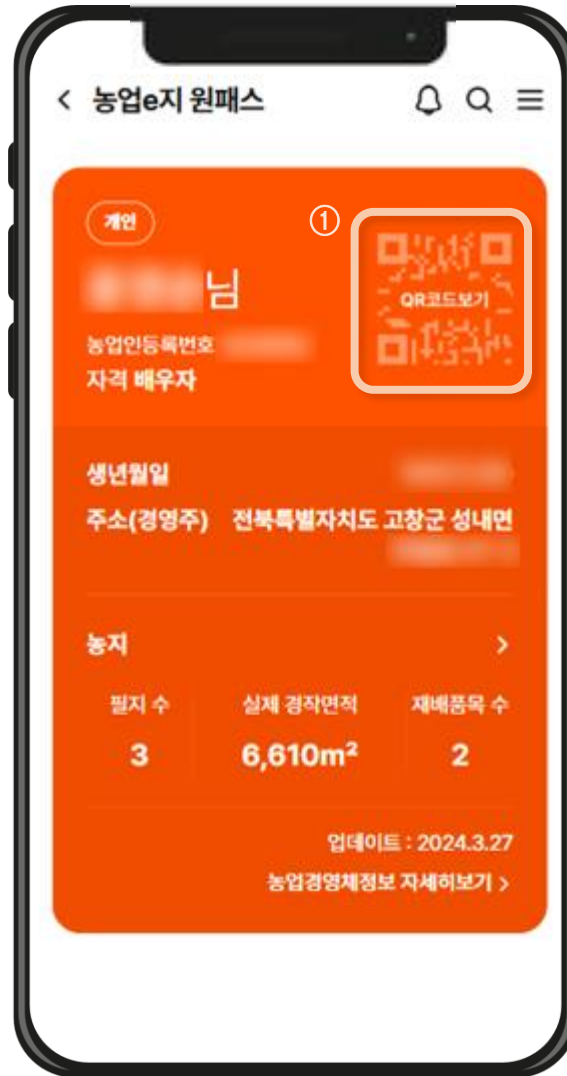 농업e지 원패스
개인
①
님
QR코드보기
농업인등록번호
자격 배우자
생년월일
주소(경영주) 전북특별자치도 고창군 성내면
농지
필지 수 실제 경작면적 재배품목 수
3 6,610m² 2
업데이트 : 2024.3.27
농업경영체정보 자세히보기 >